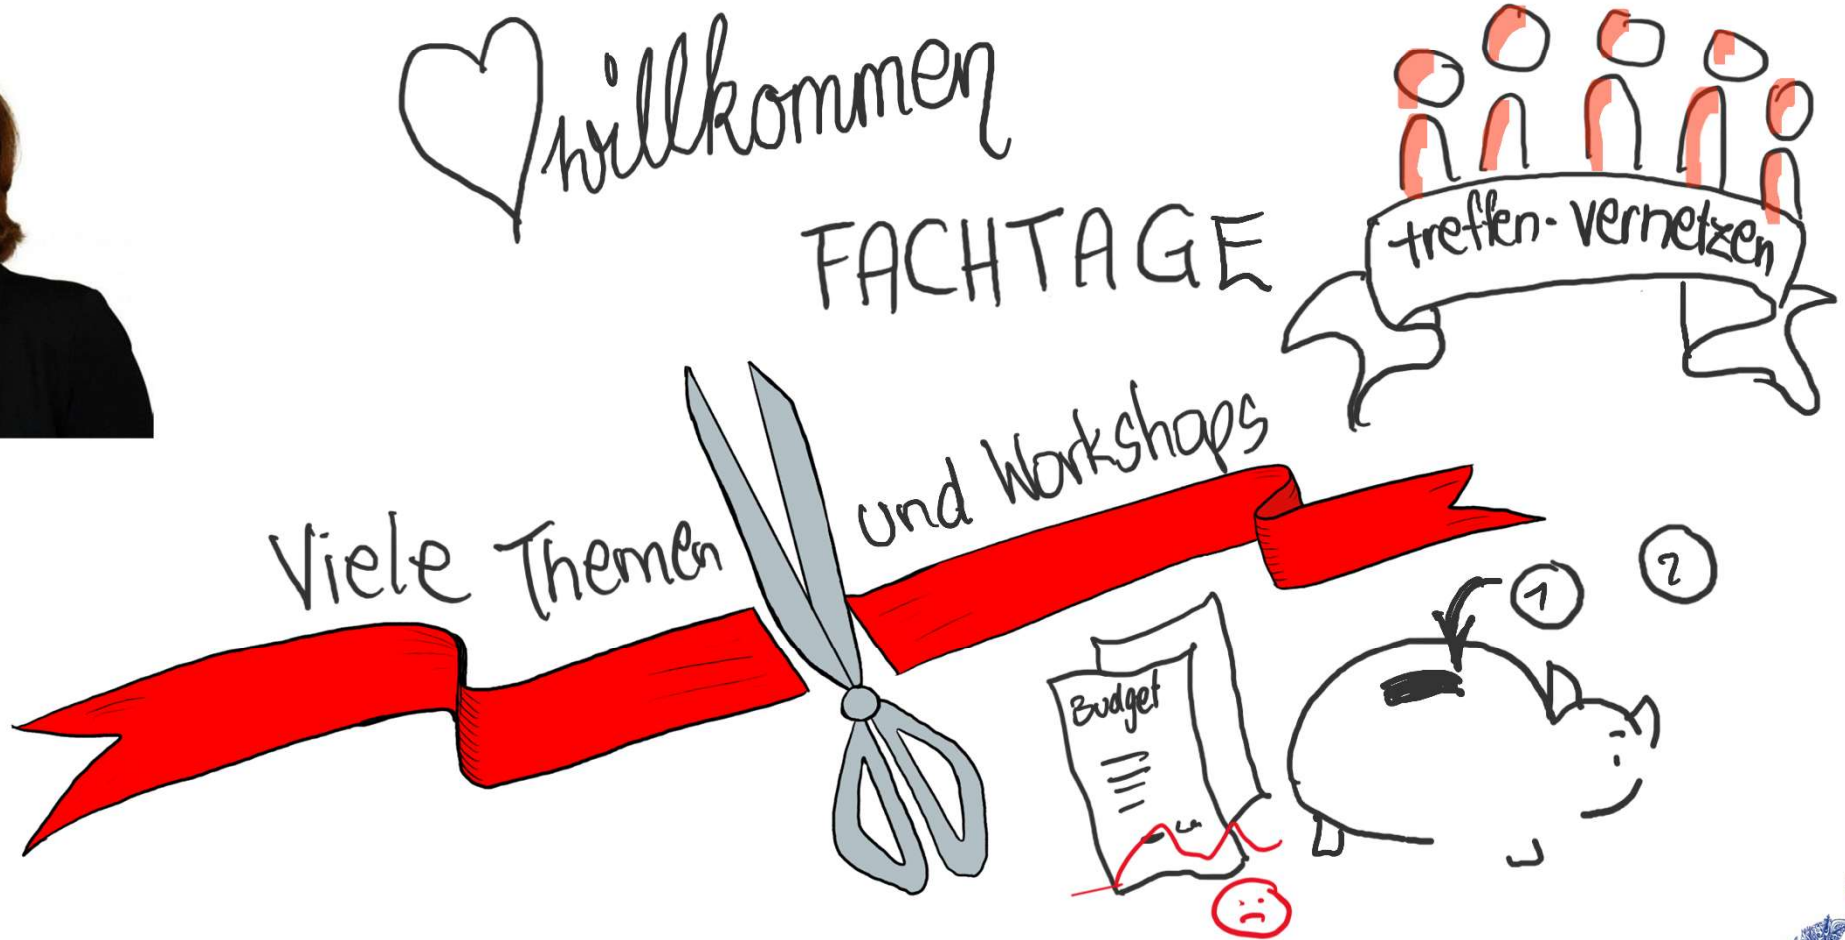 willkommen
FACHTAGE
treffen - vernetzen
Viele Themen
und Workshops
1
2
Budget